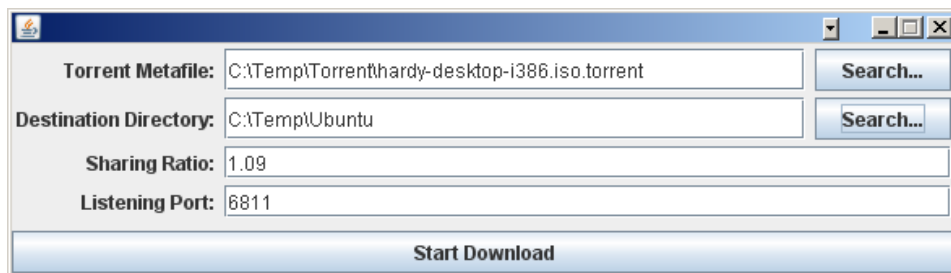 Torrent Metafile: C:\Temp\Torrent\hardy-desktop-i386.iso.torrent Search...
Destination Directory: C:\Temp\Ubuntu Search...
Sharing Ratio: 1.09
Listening Port: 6811
Start Download